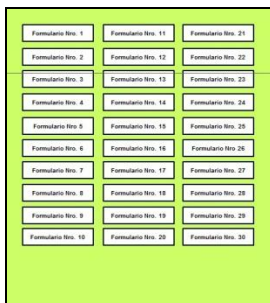 Formulario Nro. 1
Formulario Nro. 11
Formulario Nro. 21
Formulario Nro. 2
Formulario Nro. 12
Formulario Nro. 22
Formulario Nro. 3
Formulario Nro. 13
Formulario Nro. 23
Formulario Nro. 4
Formulario Nro. 14
Formulario Nro. 24
Formulario Nro 5
Formulario Nro. 15
Formulario Nro. 25
Formulario Nro. 6
Formulario Nro. 16
Formulario Nro 26
Formulario Nro. 7
Formulario Nro. 17
Formulario Nro. 27
Formulario Nro. 8
Formulario Nro. 18
Formulario Nro. 28
Formulario Nro. 9
Formulario Nro. 19
Formulario Nro. 29
Formulario Nro. 10
Formulario Nro. 20
Formulario Nro. 30